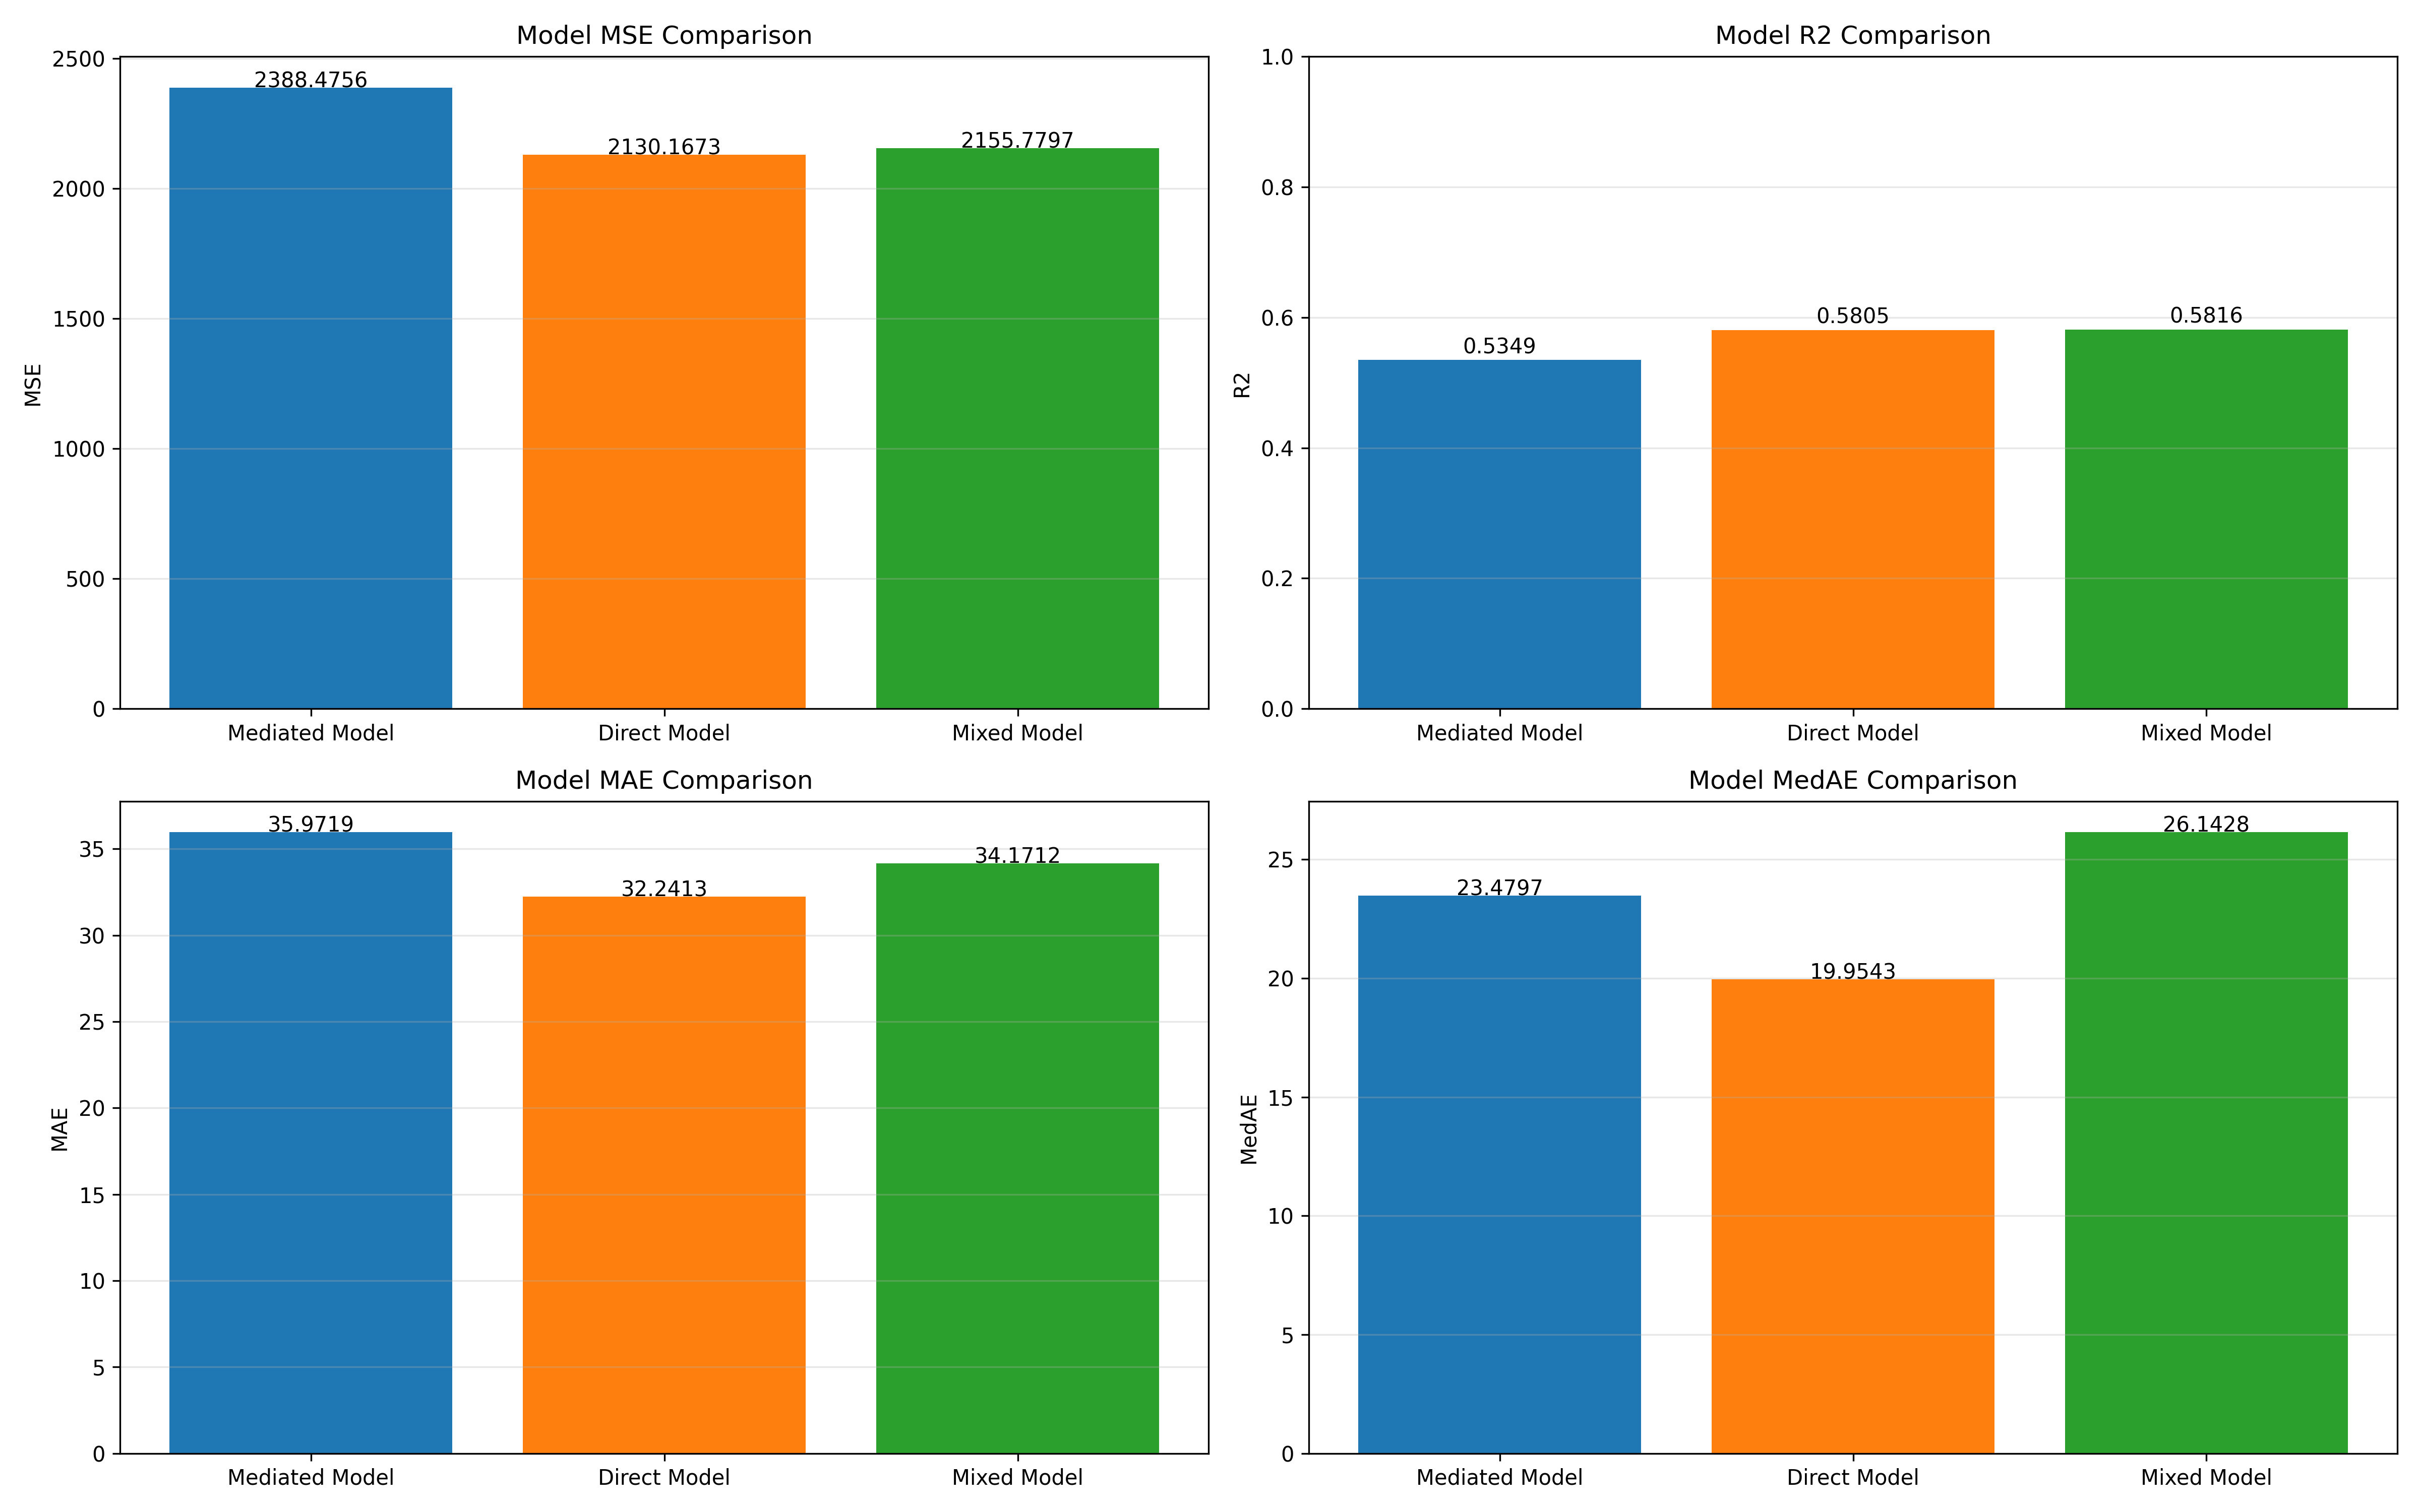 Model MSE Comparison
MSE
2500
2000
1500
1000
500
0
2388.4756
2130.1673
2155.7797
Mediated Model
Direct Model
Mixed Model
Model R2 Comparison
R2
1.0
0.8
0.6
0.4
0.2
0.0
0.5349
0.5805
0.5816
Mediated Model
Direct Model
Mixed Model
Model MAE Comparison
MAE
35
30
25
20
15
10
5
0
35.9719
32.2413
34.1712
Mediated Model
Direct Model
Mixed Model
Model MedAE Comparison
MedAE
25
20
15
10
5
0
23.4797
19.9543
26.1428
Mediated Model
Direct Model
Mixed Model